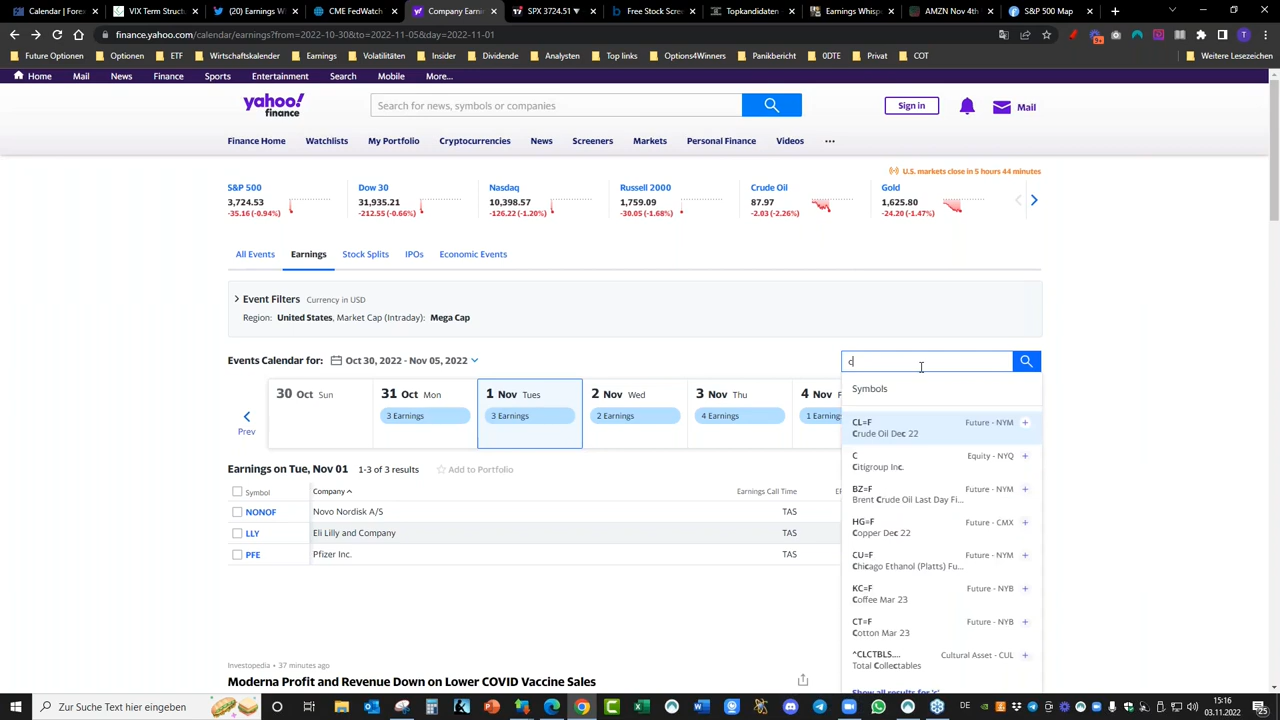 Calendar | Forex
VIX Term Struct
(20) Earnings W
CME FedWatch
Company Earni
SPX 3724.51
Free Stock Scree
Topkandidaten
AMZN Nov 4th
S&P 500 Map
finance.yahoo.com/calendar/earnings?from=2022-10-30&to=2022-11-05&day=2022-11-01
Future Optionen
Optionen
ETF
Wirtschaftskalender
Earnings
Volatilitäten
Insider
Dividende
Analysten
Top links
Options4Winners
Panikbericht
0DTE
Privat
COT
Weitere Lesezeichen
Home Mail News Finance Sports Entertainment Search Mobile More...
yahoo!
finance
Search for news, symbols or companies
Sign in
Mail
Finance Home Watchlists My Portfolio Cryptocurrencies News Screeners Markets Personal Finance Videos ...
U.S. markets close in 5 hours 44 minutes
S&P 500
3,724.53
-35.16 (-0.94%)
Dow 30
31,935.21
-212.55 (-0.66%)
Nasdaq
10,398.57
-126.22 (-1.20%)
Russell 2000
1,759.09
-30.05 (-1.68%)
Crude Oil
87.97
-2.03 (-2.26%)
Gold
1,625.80
-24.20 (-1.47%)
All Events Earnings Stock Splits IPOs Economic Events
Event Filters Currency in USD
Region: United States, Market Cap (Intraday): Mega Cap
Events Calendar for: Oct 30, 2022 - Nov 05, 2022
c
Prev
30 Oct Sun
31 Oct Mon
3 Earnings
1 Nov Tues
3 Earnings
2 Nov Wed
2 Earnings
3 Nov Thu
4 Earnings
4 Nov
1 Earning
Symbols
CL=F Future - NYM +
Crude Oil Dec 22
C Equity - NYQ +
Citigroup Inc.
BZ=F Future - NYM +
Brent Crude Oil Last Day Fi...
HG=F Future - CMX +
Copper Dec 22
CU=F Future - NYM +
Chicago Ethanol (Platts) Fu...
KC=F Future - NYB +
Coffee Mar 23
CT=F Future - NYB +
Cotton Mar 23
^CLCTBLS.... Cultural Asset - CUL +
Total Collectables
Show all results for 'c'
Earnings on Tue, Nov 01 1-3 of 3 results Add to Portfolio
Symbol Company Earnings Call Time
NONOF Novo Nordisk A/S TAS
LLY Eli Lilly and Company TAS
PFE Pfizer Inc. TAS
Investopedia • 37 minutes ago
Moderna Profit and Revenue Down on Lower COVID Vaccine Sales
Zur Suche Text hier eingeben
DE
15:16
03.11.2022